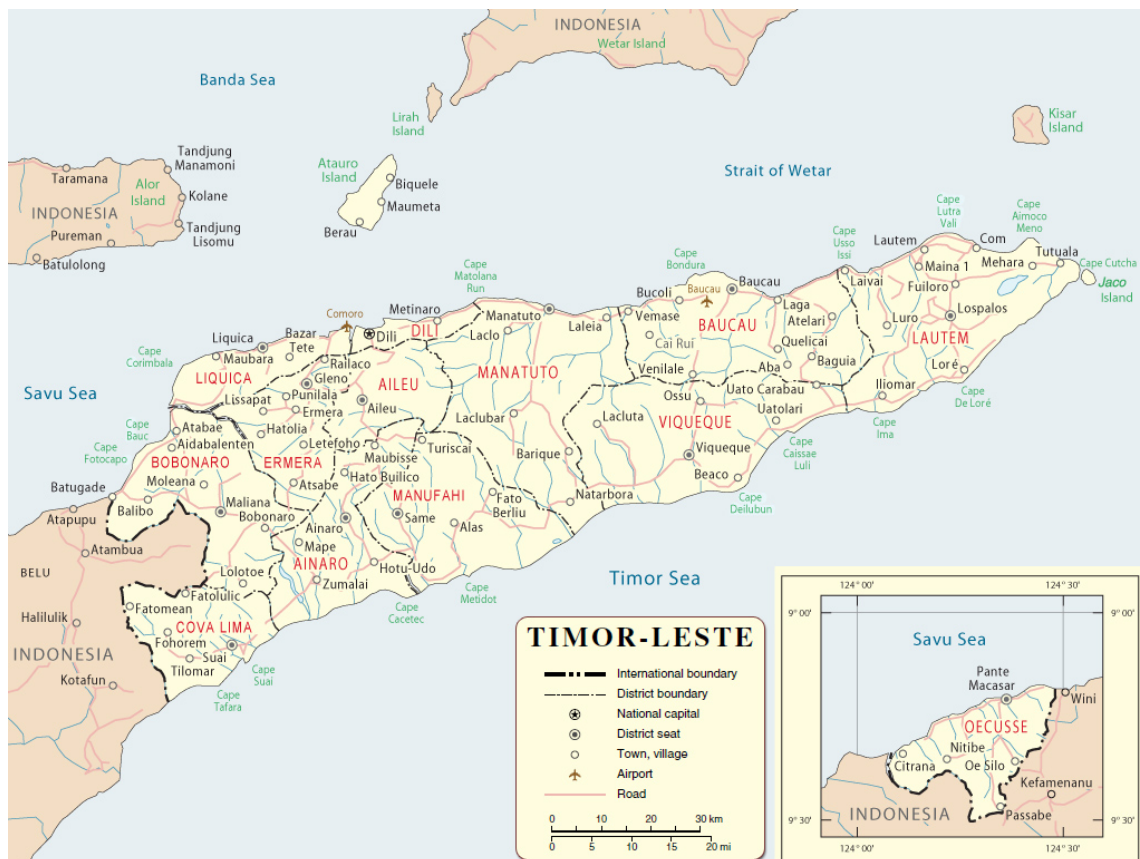 INDONESIA
Wetar Island
Banda Sea
Lirah
Island
Kisar
Island
Tandjung
Manamoni
Taramana
Alor
Island
Kolane
INDONESIA
Tandjung
Lisomu
Pureman
Batulolong
Atauro
Island
Biquele
Maumeta
Berau
Strait of Wetar
Cape
Lutra
Vali
Cape
Aimoco
Meno
Cape
Usso
Issi
Lautem
Com
Tutuala
Cape Cutcha
Maina 1
Mehara
Jaco
Island
Laivai
Fuiloro
Cape
Matolana
Run
Cape
Bondura
Bucoli
Baucau
Baucau
Metinaro
Manatuto
Vemase
Laga
Atelari
Luro
Lospalos
Comoro
DILI
Laclo
Laleia
BAUCAU
LAUTEM
Liquica
Bazar
Tete
Dili
Cai Rui
Quelicai
Baguia
Loré
Cape
Corimbala
Maubara
Railaco
Gleno
AILEU
MANATUTO
Venilale
Aba
Uato Carabau
Iliomar
Cape
De Loré
LIQUICA
Punilala
Savu Sea
Lissapat
Ermera
Aileu
Laclubar
Lacluta
Ossu
VIQUEQUE
Uatolari
Cape
Ima
Cape
Bauc
Atabae
Hatolia
Letefoho
Aidabalenten
Maubisse
Turiscai
Cape
Caissae
Luli
Cape
Fotocapo
BOBONARO
ERMERA
Barique
Viqueque
Moleana
Atsabe
Hato Builico
MANUFAHI
Beaco
Batugade
Balibo
Maliana
Fato
Berliu
Natarbora
Cape
Deilubun
Atapupu
Bobonaro
Ainaro
Same
Alas
Atambua
Mape
AINARO
Hotu-Udo
BELU
Lolotoe
Zumalai
Timor Sea
Fatolulic
Cape
Metidot
Fatomean
Cape
Cacetec
Halilulik
COVA LIMA
Fohorem
INDONESIA
Suai
Tilomar
Cape
Suai
Kotafun
Cape
Tafara
TIMOR-LESTE
International boundary
District boundary
National capital
District seat
Town, village
Airport
Road
0 10 20 30 km
0 5 10 15 20 mi
124° 00'
124° 30'
9° 00'
9° 00'
Savu Sea
Pante
Macasar
Wini
OECUSSE
Nitibe
Citrana
Oe Silo
Kefamenanu
INDONESIA
Passabe
9° 30'
9° 30'
124° 00'
124° 30'